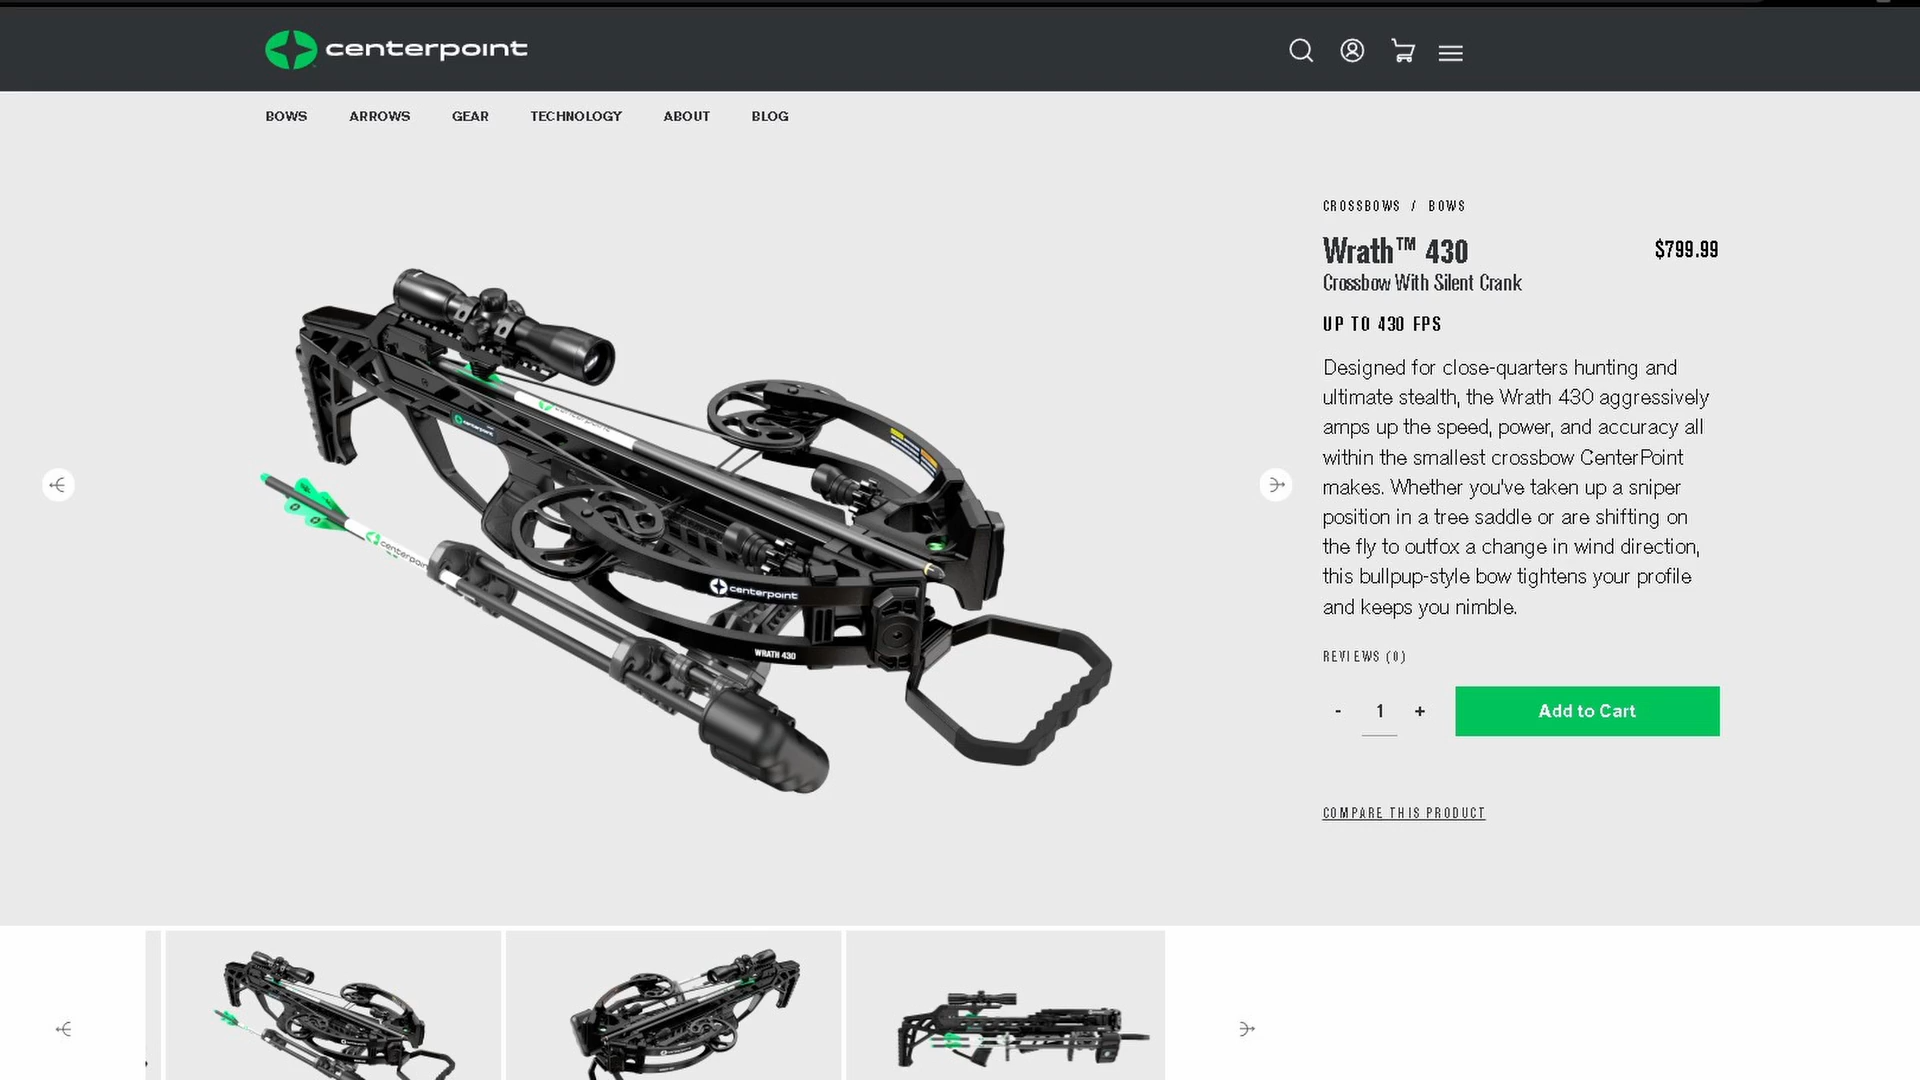 centerpoint
BOWS ARROWS GEAR TECHNOLOGY ABOUT BLOG
CROSSBOWS / BOWS
Wrath™ 430 $799.99
Crossbow With Silent Crank
UP TO 430 FPS
Designed for close-quarters hunting and
ultimate stealth, the Wrath 430 aggressively
amps up the speed, power, and accuracy all
within the smallest crossbow CenterPoint
makes. Whether you've taken up a sniper
position in a tree saddle or are shifting on
the fly to outfox a change in wind direction,
this bullpup-style bow tightens your profile
and keeps you nimble.
REVIEWS (0)
- 1 + Add to Cart
COMPARE THIS PRODUCT
centerpoint
centerpoint
centerpoint
centerpoint
WRATH 430